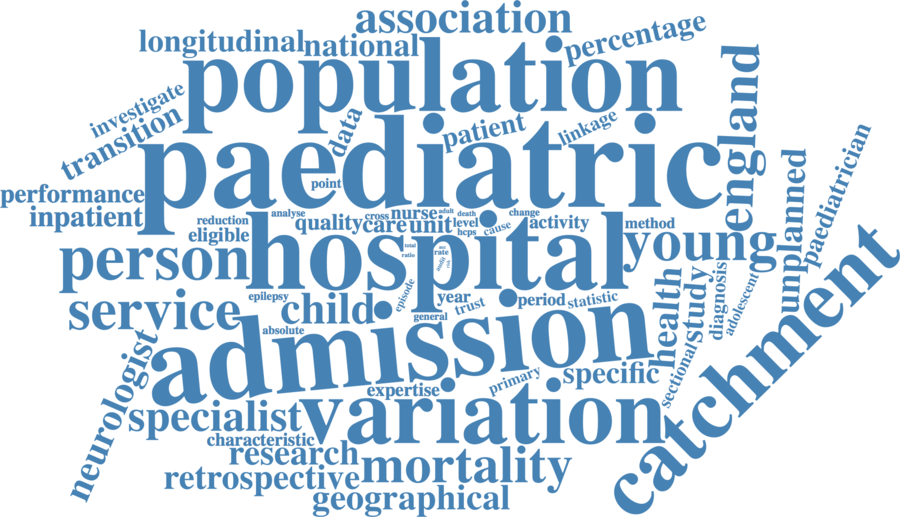 association
longitudinal
national
percentage
population
investigate
transition
data
patient
linkage
england
paediatric
point
performance
inpatient
paediatrician
unplanned
reduction
analyse
eligible
quality
cross
care
nurse
unit
adult
death
level
hcps
cause
change
activity
method
young
person
hospital
total
ratio
rate
audit
risk
episode
epilepsy
year
trust
period
statistic
general
service
child
absolute
health
study
diagnosis
adolescent
sectional
catchment
admission
neurologist
expertise
primary
specific
specialist
variation
characteristic
research
retrospective
mortality
geographical